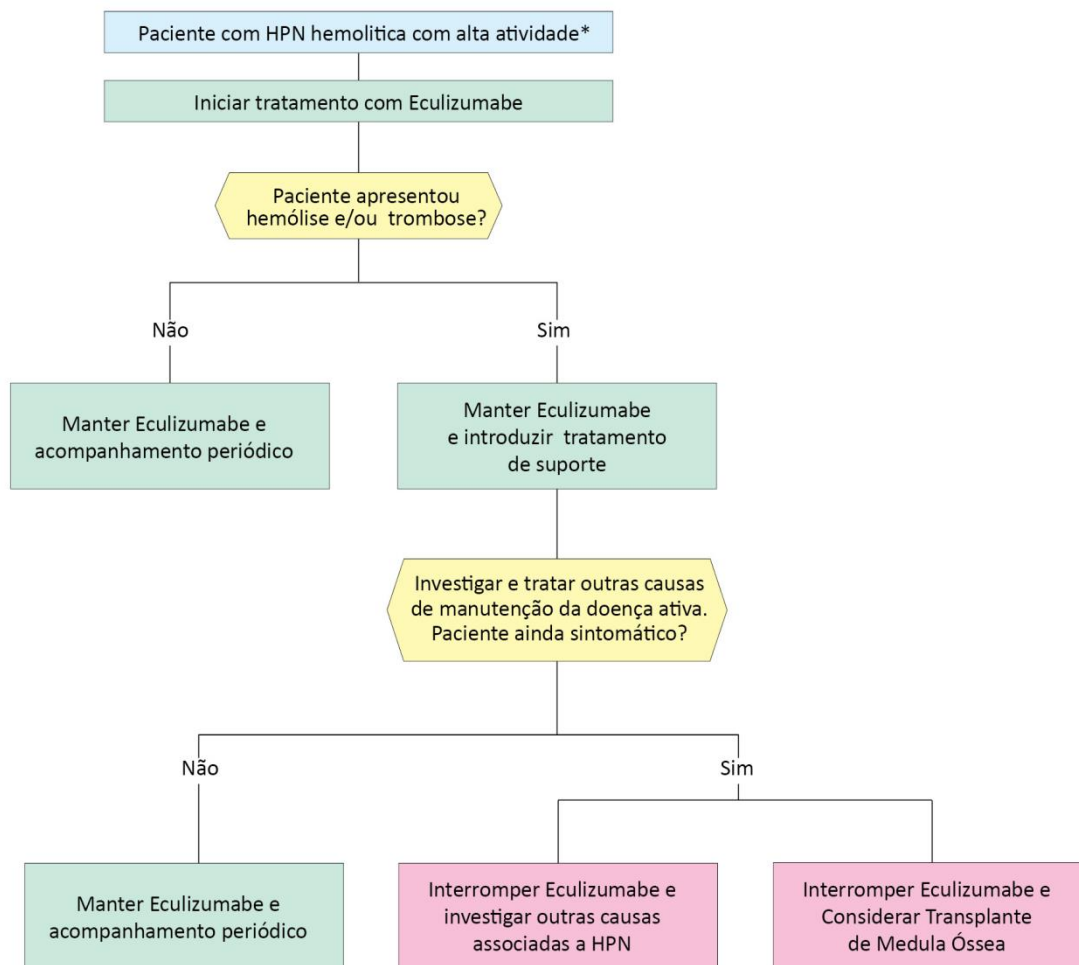 Paciente com HPN hemolitica com alta atividade*
Iniciar tratamento com Eculizumabe
Paciente apresentou
hemólise e/ou trombose?
Não
Sim
Manter Eculizumabe e
acompanhamento periódico
Manter Eculizumabe
e introduzir tratamento
de suporte
Investigar e tratar outras causas
de manutenção da doença ativa.
Paciente ainda sintomático?
Não
Sim
Manter Eculizumabe e
acompanhamento periódico
Interromper Eculizumabe e
investigar outras causas
associadas a HPN
Interromper Eculizumabe e
Considerar Transplante
de Medula Óssea